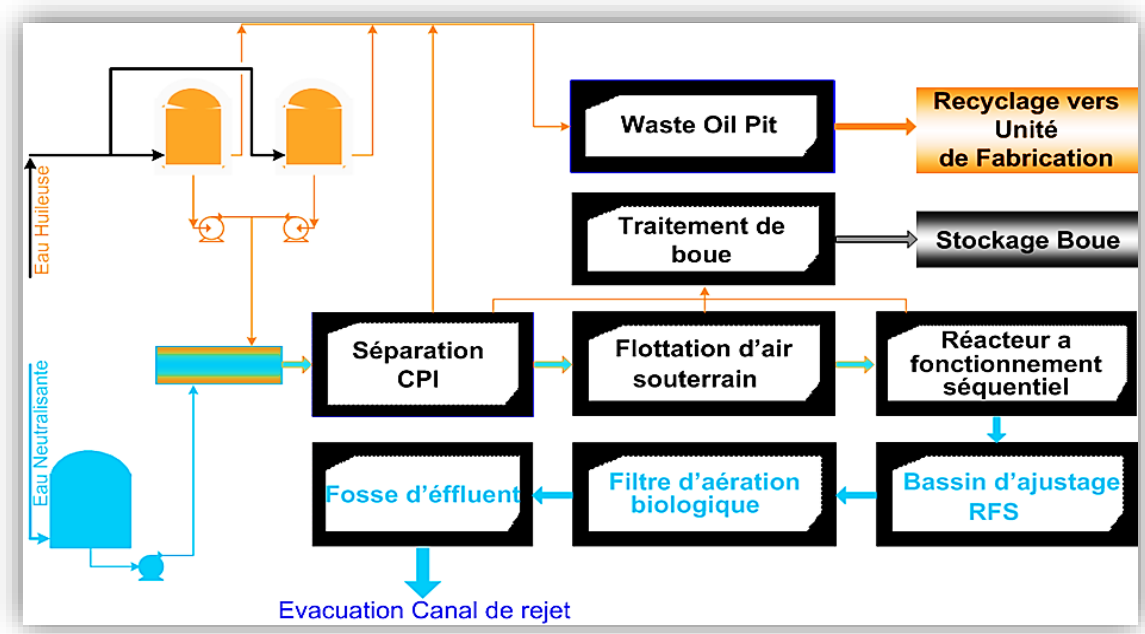 Eau Huileuse
Waste Oil Pit
Recyclage vers
Unité
de Fabrication
Traitement de
boue
Stockage Boue
Eau Neutralisante
Séparation
CPI
Flottation d’air
souterrain
Réacteur a
fonctionnement
séquentiel
Fosse d’éffluent
Filtre d’aération
biologique
Bassin d’ajustage
RFS
Evacuation Canal de rejet